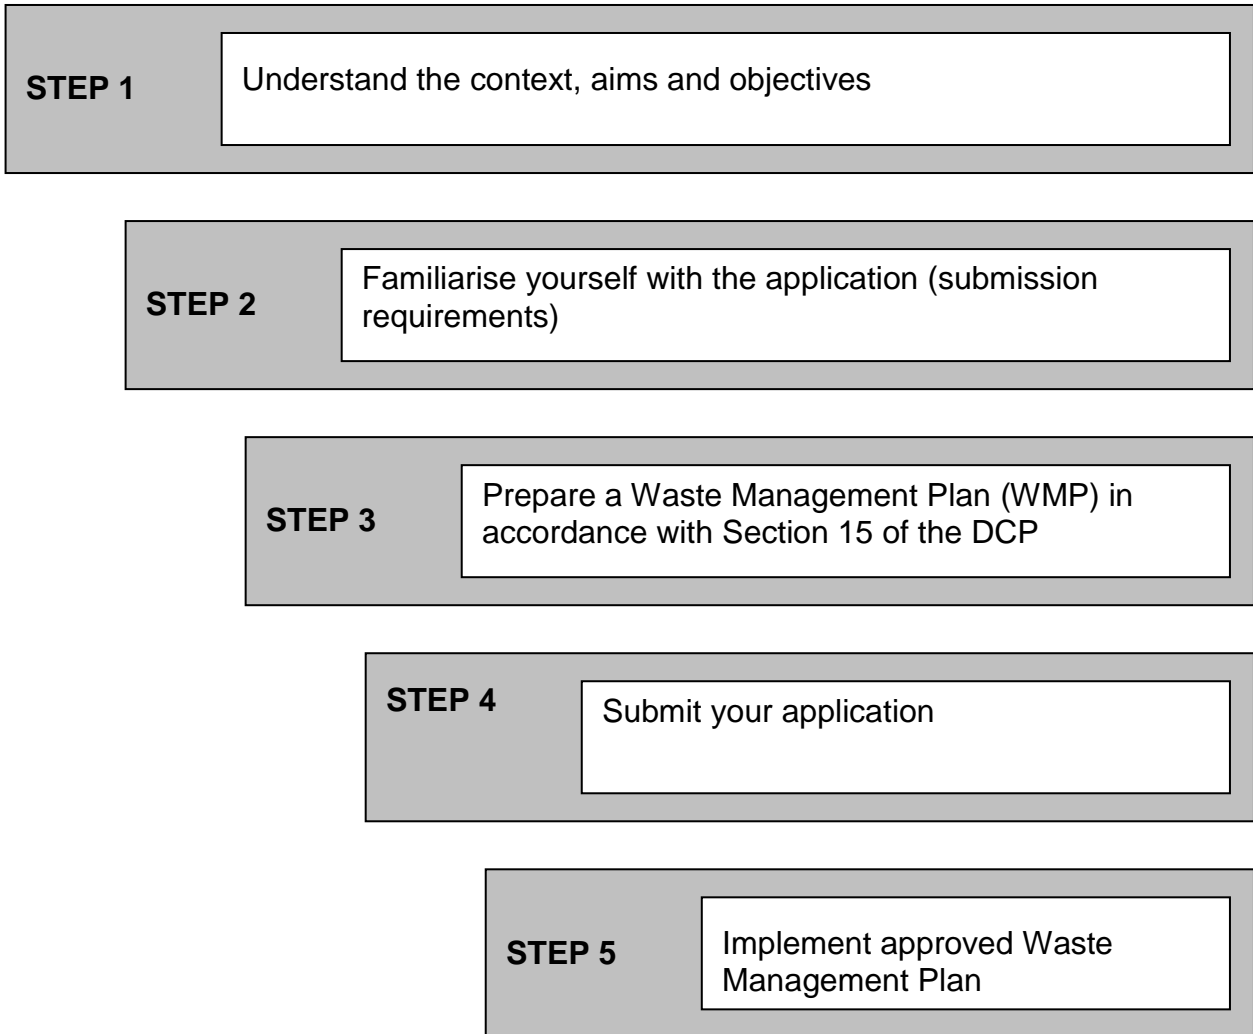 STEP 1
Understand the context, aims and objectives
STEP 2
Familiarise yourself with the application (submission
requirements)
STEP 3
Prepare a Waste Management Plan (WMP) in
accordance with Section 15 of the DCP
STEP 4
Submit your application
STEP 5
Implement approved Waste
Management Plan